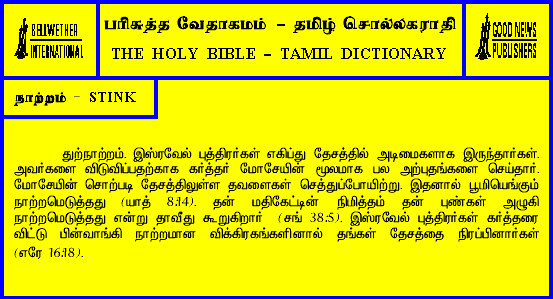 BELLWETHER
INTERNATIONAL
பரிசுத்த வேதாகமம் - தமிழ் சொல்லகராதி
THE HOLY BIBLE - TAMIL DICTIONARY
GOOD NEWS
PUBLISHERS
நாற்றம் - STINK
துற்நாற்றம். இஸ்ரவேல் புத்திரர்கள் எகிப்து தேசத்தில் அடிமைகளாக இருந்தார்கள்.
அவர்களை விடுவிப்பதற்காக கர்த்தர் மோசேயின் மூலமாக பல அற்புதங்களை செய்தார்.
மோசேயின் சொற்படி தேசத்திலுள்ள தவளைகள் செத்துப்போயிற்று. இதனால் பூமியெங்கும்
நாற்றமெடுத்தது (யாத் 8:14). தன் மதிகேட்டின் நிமித்தம் தன் புண்கள் அழுகி
நாற்றமெடுத்தது என்று தாவீது கூறுகிறார் (சங் 38:5). இஸ்ரவேல் புத்திரர்கள் கர்த்தரை
விட்டு பின்வாங்கி நாற்றமான விக்கிரகங்களினால் தங்கள் தேசத்தை நிரப்பினார்கள்
(எரே 16:18).